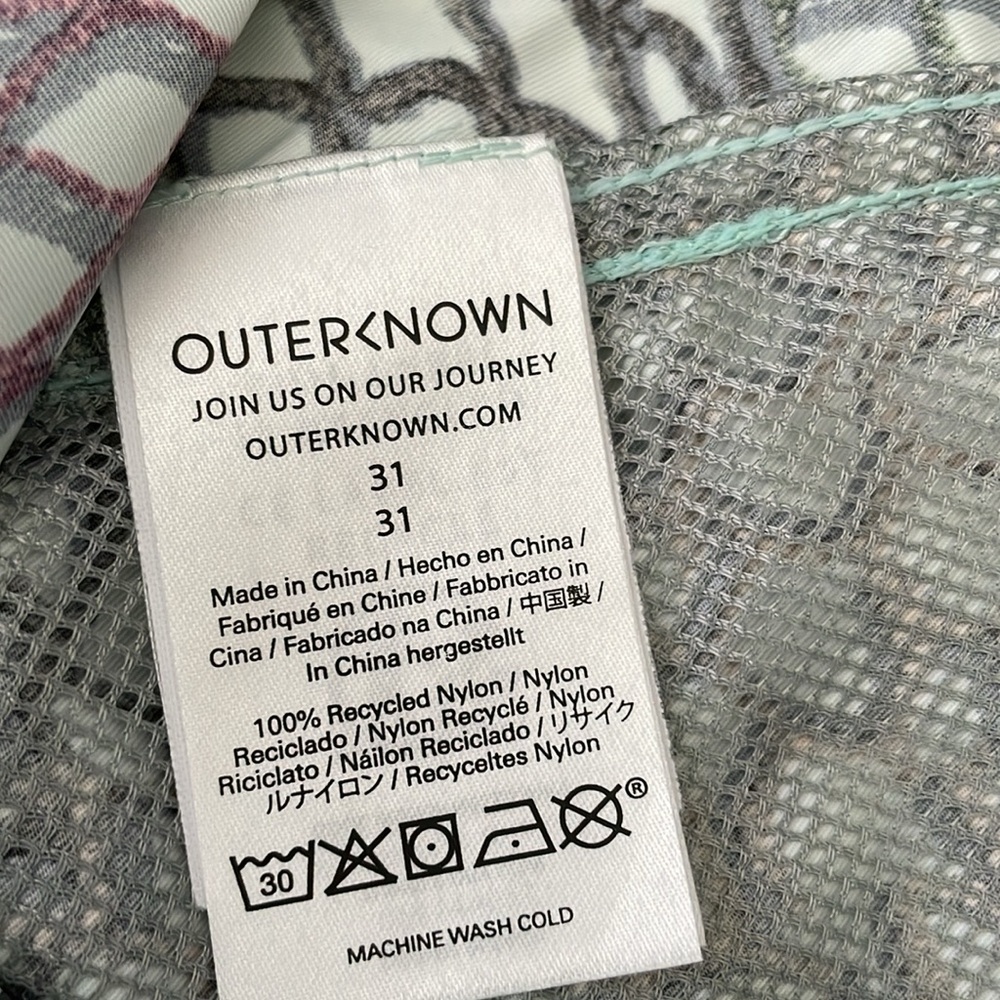 OUTERKNOWN
JOIN US ON OUR JOURNEY
OUTERKNOWN.COM
31
31
Made in China / Hecho en China /
Fabriqué en Chine / Fabbricato in
Cina / Fabricado na China / 中国製 /
In China hergestellt
100% Recycled Nylon / Nylon
Reciclado / Nylon Recyclé / Nylon
Riciclato / Náilon Reciclado / リサイク
ルナイロン / Recyceltes Nylon
30 ®
MACHINE WASH COLD